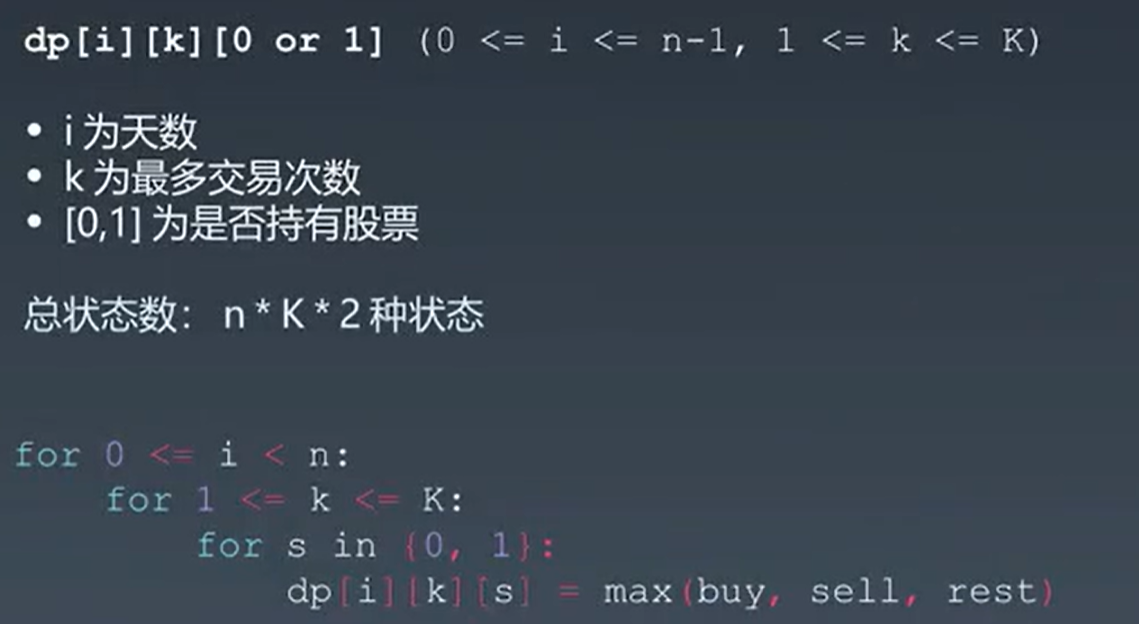 dp[i][k][0 or 1] (0 <= i <= n-1, 1 <= k <= K)
• i 为天数
• k 为最多交易次数
• [0,1] 为是否持有股票
总状态数： n * K * 2 种状态
for 0 <= i < n:
    for 1 <= k <= K:
        for s in {0, 1}:
            dp[i][k][s] = max(buy, sell, rest)